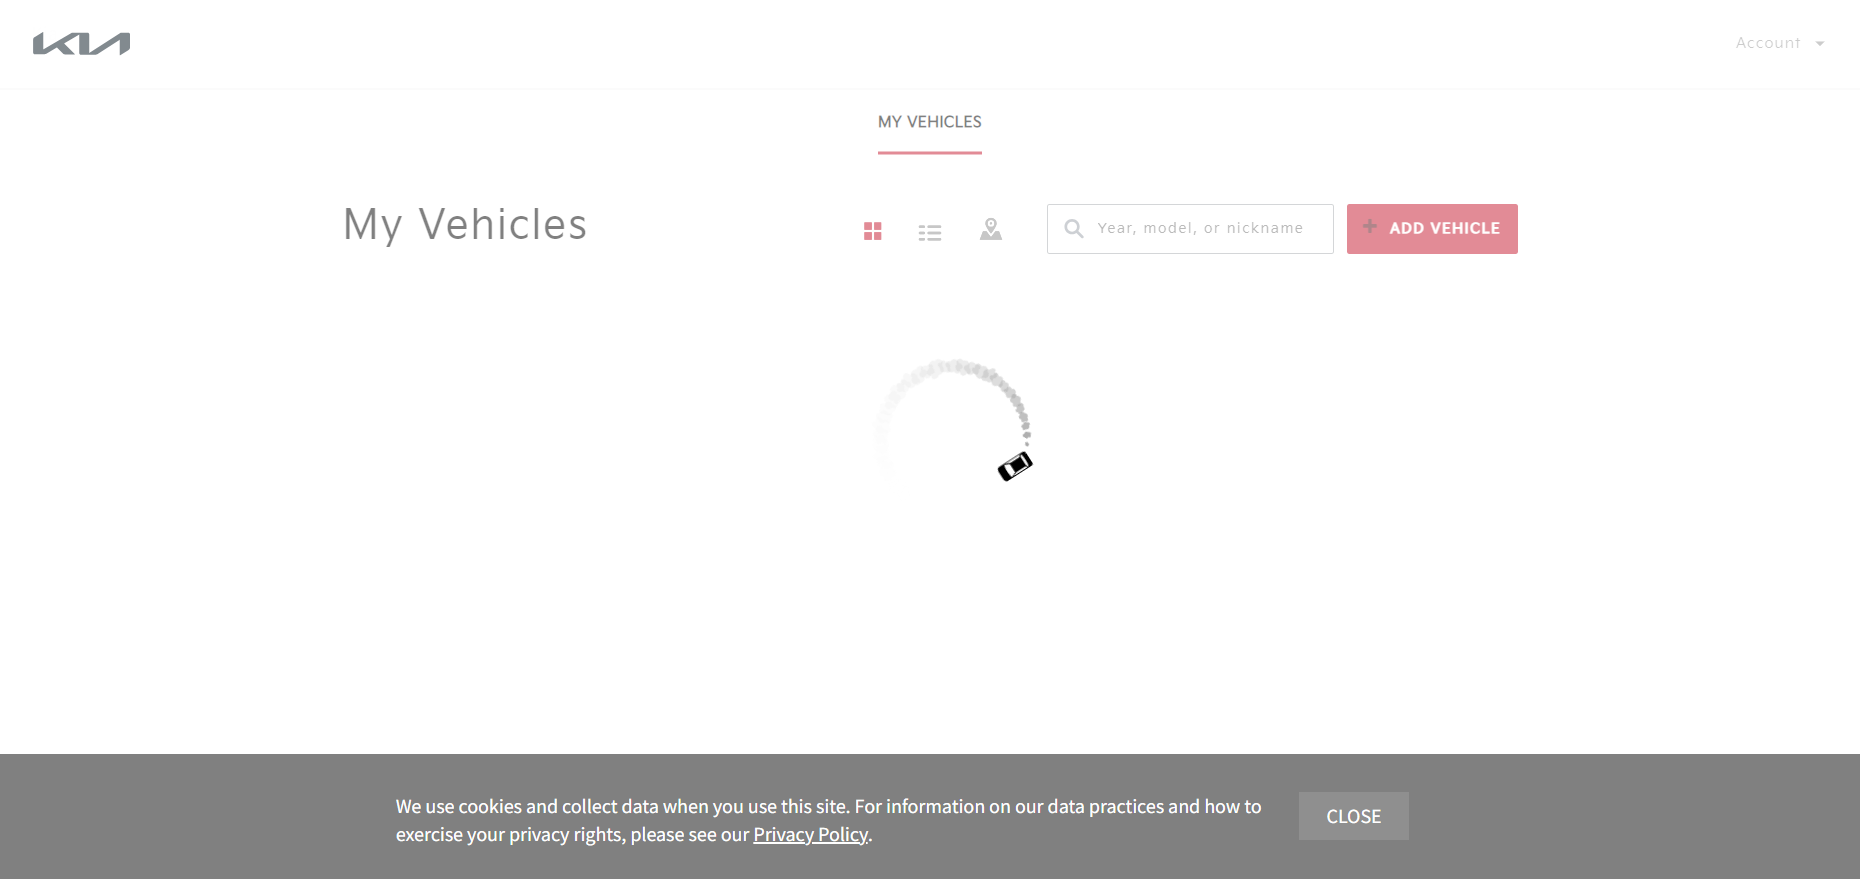 KIA
Account
MY VEHICLES
My Vehicles
Year, model, or nickname
ADD VEHICLE
We use cookies and collect data when you use this site. For information on our data practices and how to
exercise your privacy rights, please see our Privacy Policy.
CLOSE